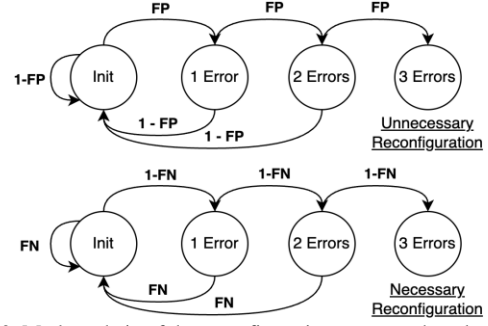 FP FP FP
1-FP Init 1 Error 2 Errors 3 Errors
1 - FP
1 - FP
Unnecessary
Reconfiguration
1-FN 1-FN 1-FN
FN Init 1 Error 2 Errors 3 Errors
FN
FN
Necessary
Reconfiguration